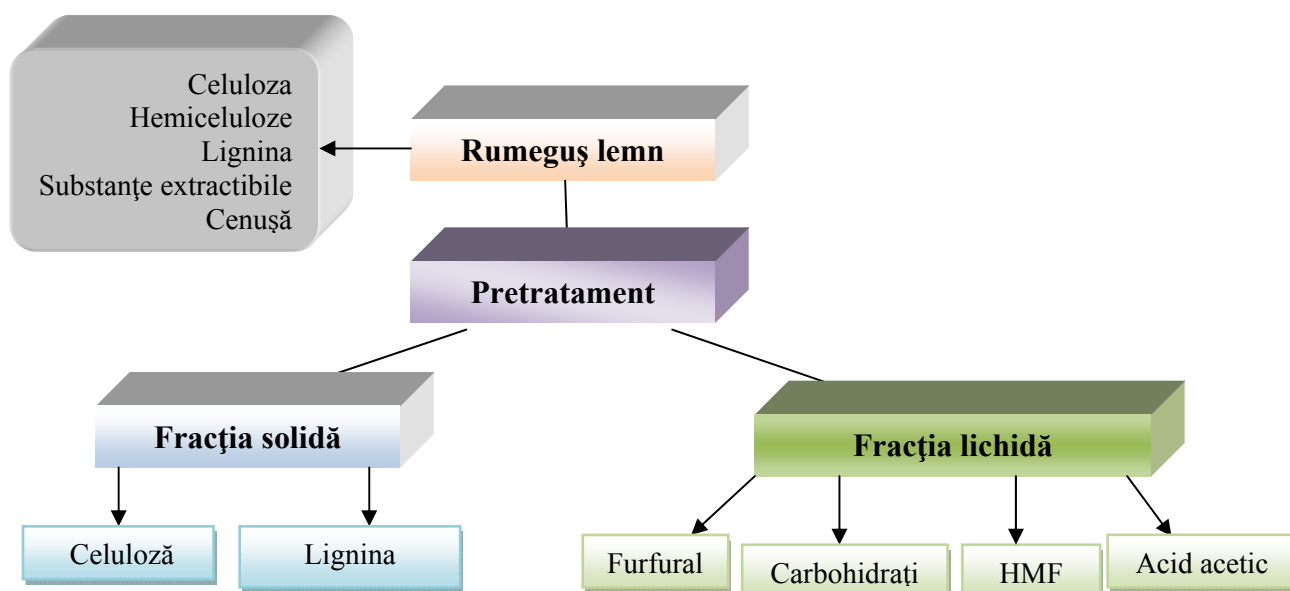 Celuloza
Hemiceluloze
Lignina
Substanţe extractibile
Cenuşă
Rumeguş lemn
Pretratament
Fracţia solidă
Fracţia lichidă
Celuloză
Lignina
Furfural
Carbohidrați
HMF
Acid acetic